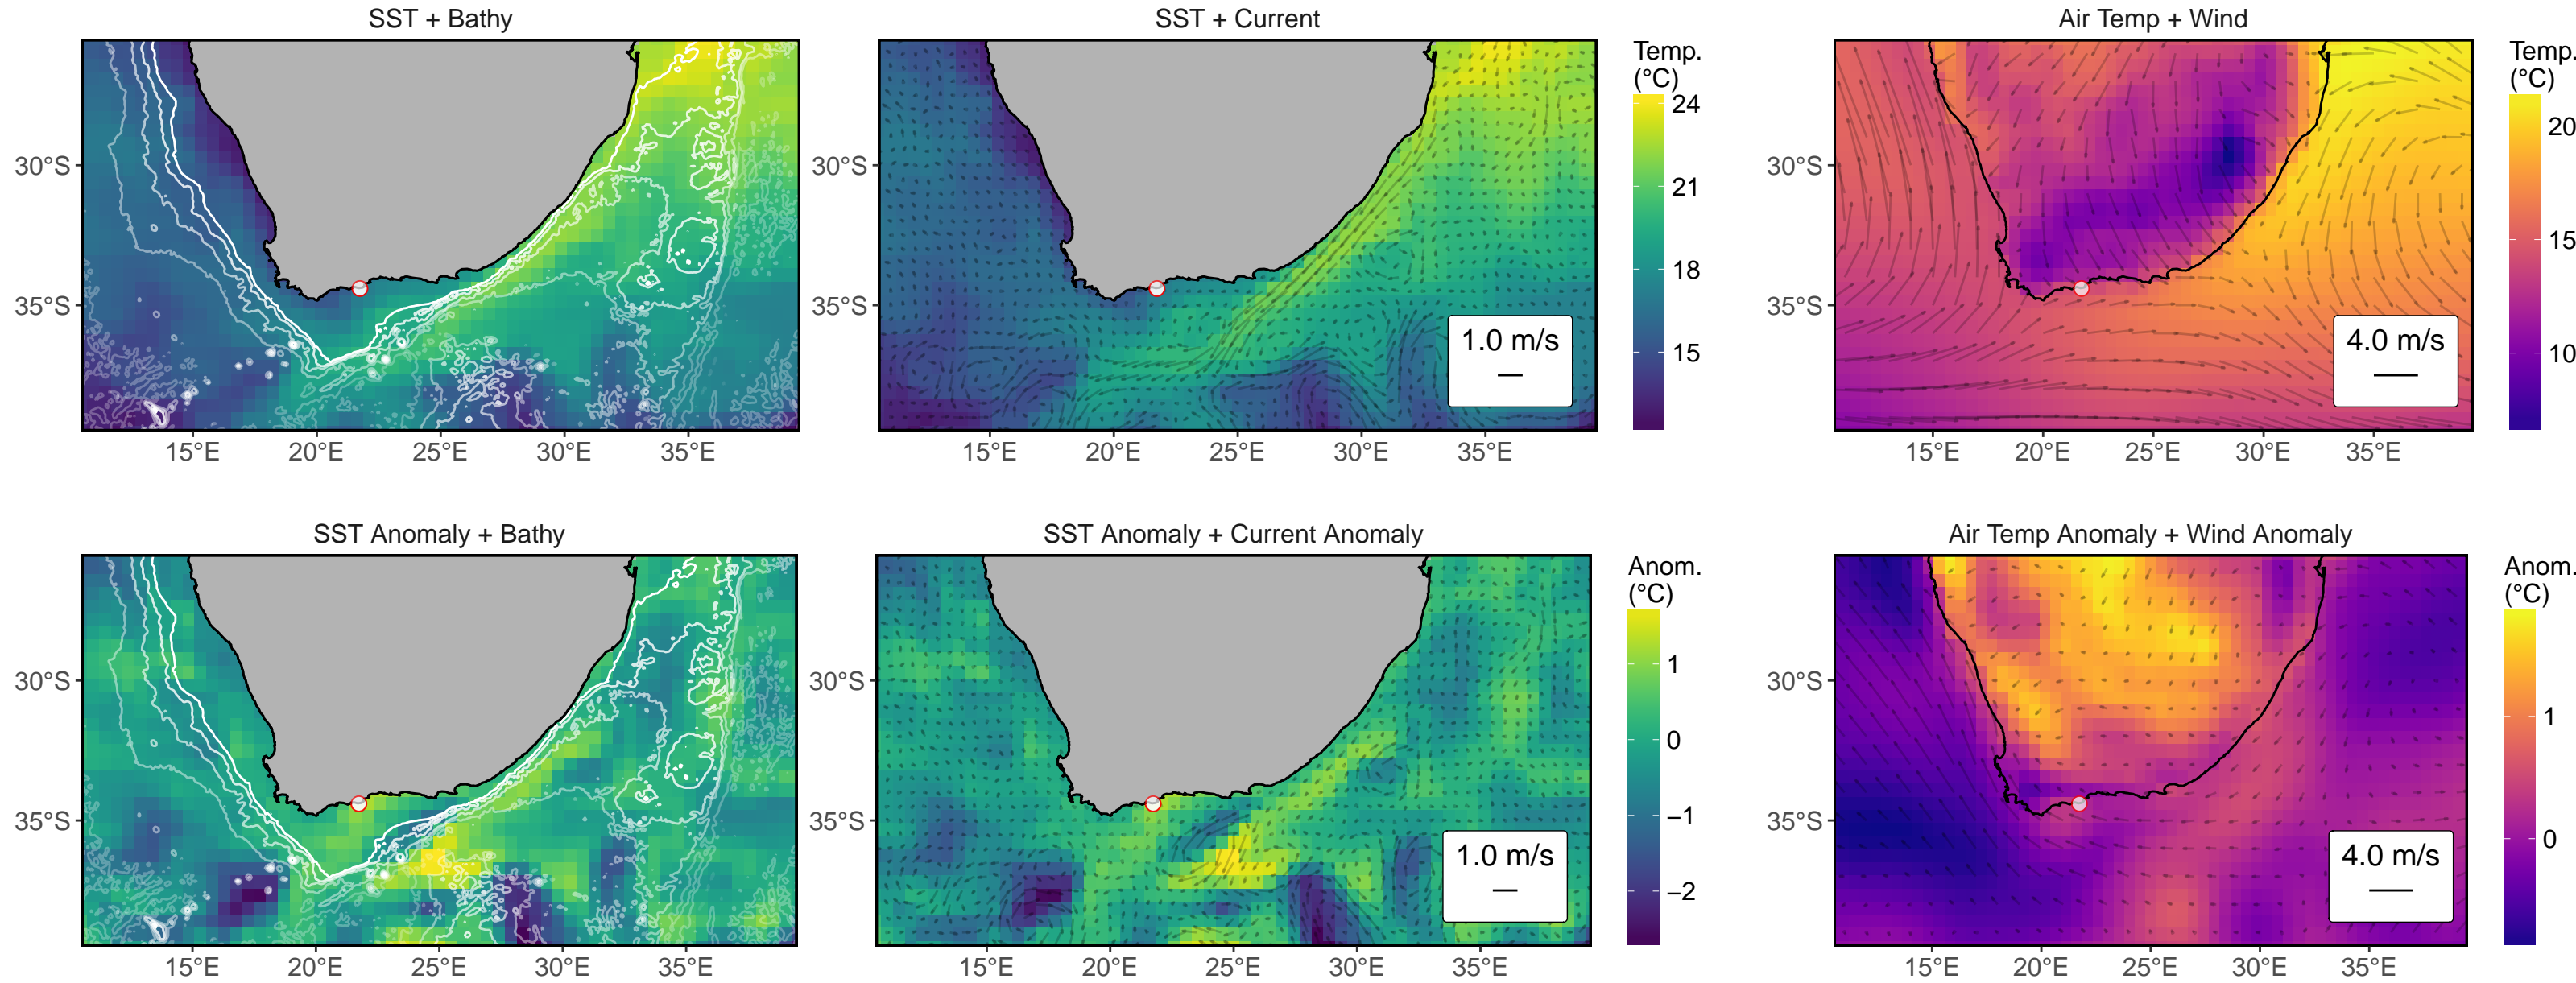 SST + Bathy
SST + Current
Air Temp + Wind
30°S
35°S
15°E 20°E 25°E 30°E 35°E
30°S
35°S
1.0 m/s
15°E 20°E 25°E 30°E 35°E
Temp.
(°C)
24
21
18
15
30°S
35°S
4.0 m/s
15°E 20°E 25°E 30°E 35°E
Temp.
(°C)
20
15
10
SST Anomaly + Bathy
SST Anomaly + Current Anomaly
Air Temp Anomaly + Wind Anomaly
30°S
35°S
15°E 20°E 25°E 30°E 35°E
30°S
35°S
1.0 m/s
15°E 20°E 25°E 30°E 35°E
Anom.
(°C)
1
0
−1
−2
30°S
35°S
4.0 m/s
15°E 20°E 25°E 30°E 35°E
Anom.
(°C)
1
0